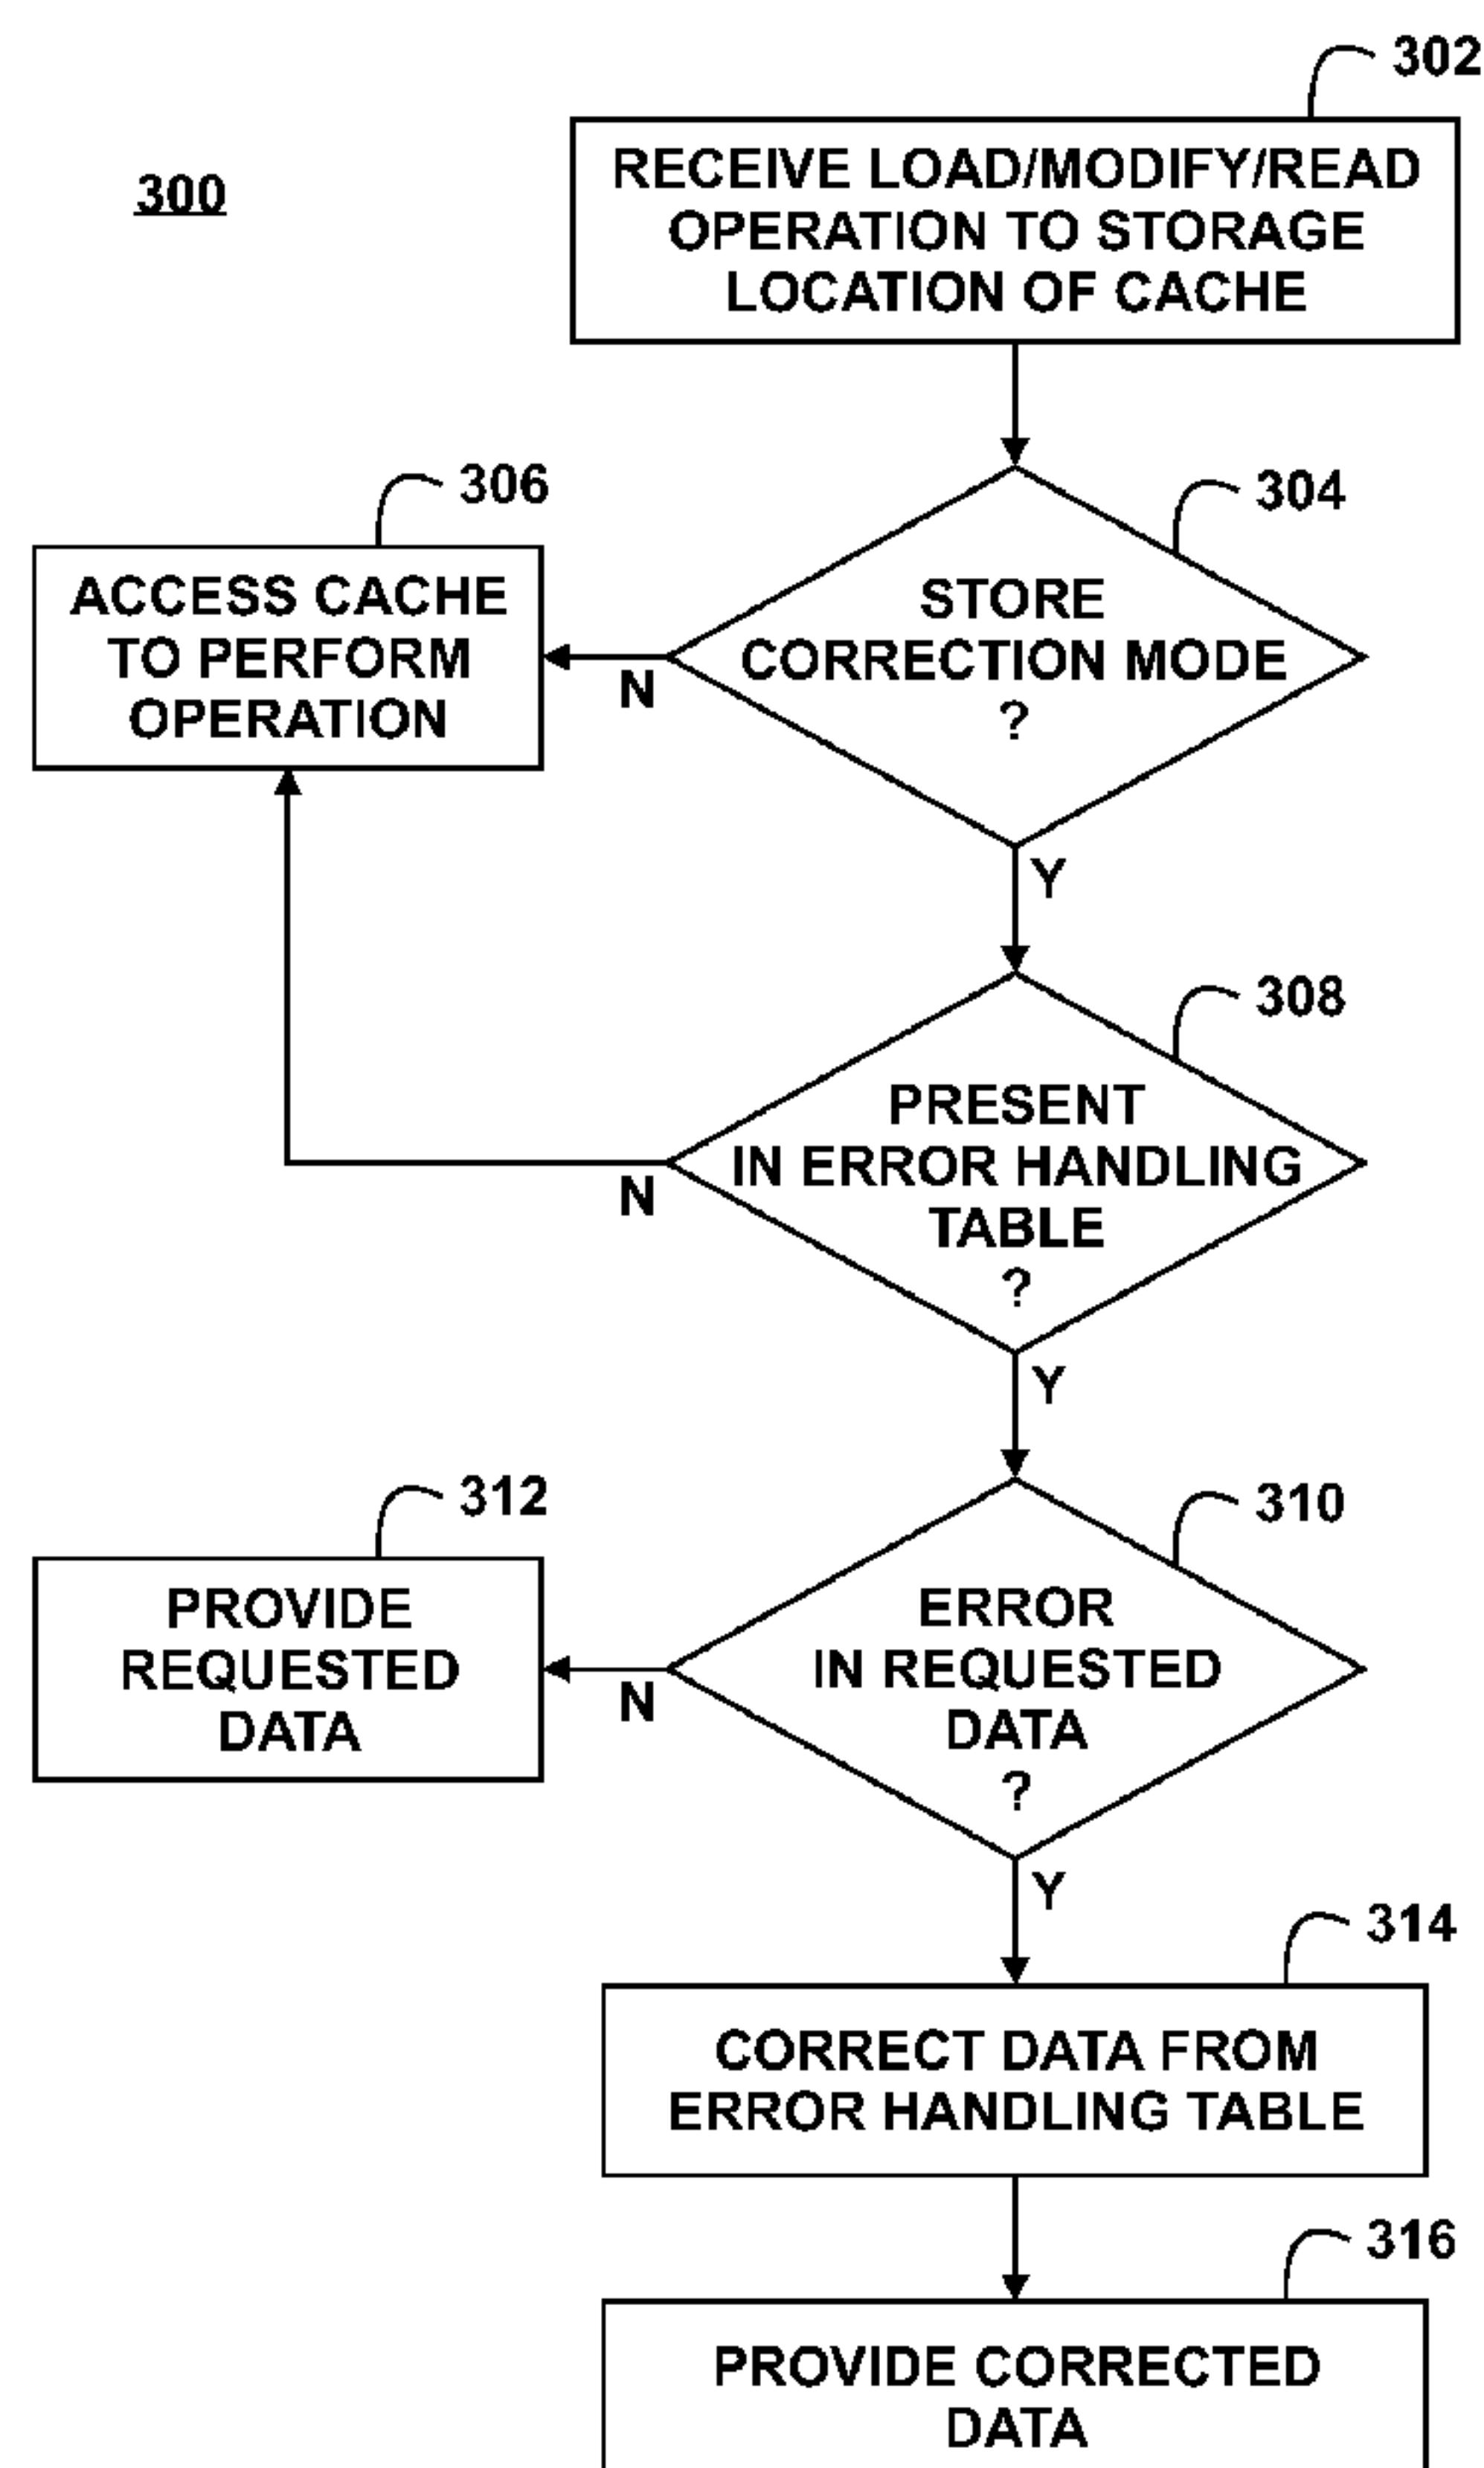 302
300
RECEIVE LOAD/MODIFY/READ
OPERATION TO STORAGE
LOCATION OF CACHE
306
304
ACCESS CACHE
TO PERFORM
OPERATION
STORE
CORRECTION MODE
?
N
Y
308
PRESENT
IN ERROR HANDLING
TABLE
?
N
Y
312
310
PROVIDE
REQUESTED
DATA
ERROR
IN REQUESTED
DATA
?
N
Y
314
CORRECT DATA FROM
ERROR HANDLING TABLE
316
PROVIDE CORRECTED
DATA